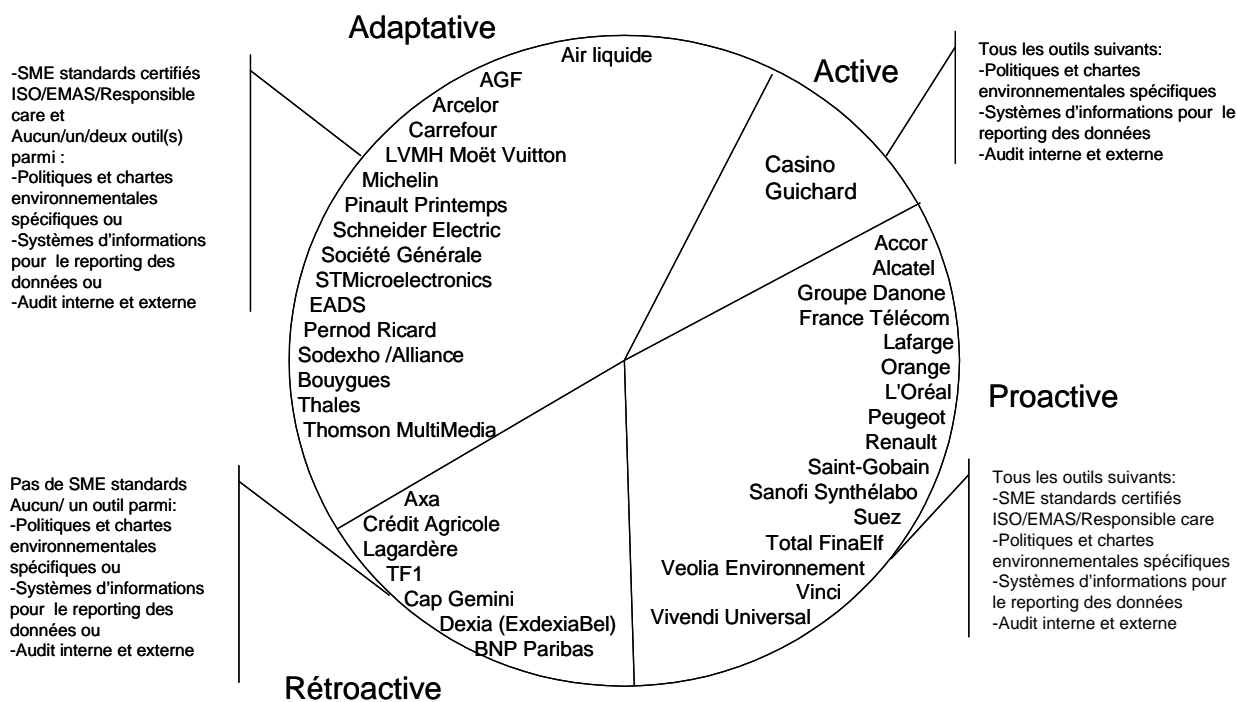 Adaptative
-SME standards certifiés
ISO/EMAS/Responsible
care et
Aucun/un/deux outil(s)
parmi :
-Politiques et chartes
environnementales
spécifiques ou
-Systèmes d'informations
pour le reporting des
données ou
-Audit interne et externe
Air liquide
AGF
Arcelor
Carrefour
LVMH Moët Vuitton
Michelin
Pinault Printemps
Schneider Electric
Société Générale
STMicroelectronics
EADS
Pernod Ricard
Sodexho /Alliance
Bouygues
Thales
Thomson MultiMedia
Active
Tous les outils suivants:
-Politiques et chartes
environnementales spécifiques
-Systèmes d'informations pour le
reporting des données
-Audit interne et externe
Casino
Guichard
Accor
Alcatel
Groupe Danone
France Télécom
Lafarge
Orange
L'Oréal
Peugeot
Renault
Saint-Gobain
Sanofi Synthélabo
Suez
Total FinaElf
Veolia Environnement
Vinci
Vivendi Universal
Proactive
Tous les outils suivants:
-SME standards certifiés
ISO/EMAS/Responsible care
-Politiques et chartes
environnementales spécifiques
-Systèmes d'informations pour
le reporting des données
-Audit interne et externe
Pas de SME standards
Aucun/ un outil parmi:
-Politiques et chartes
environnementales
spécifiques ou
-Systèmes d'informations
pour le reporting des
données ou
-Audit interne et externe
Axa
Crédit Agricole
Lagardère
TF1
Cap Gemini
Dexia (ExdexiaBel)
BNP Paribas
Rétroactive